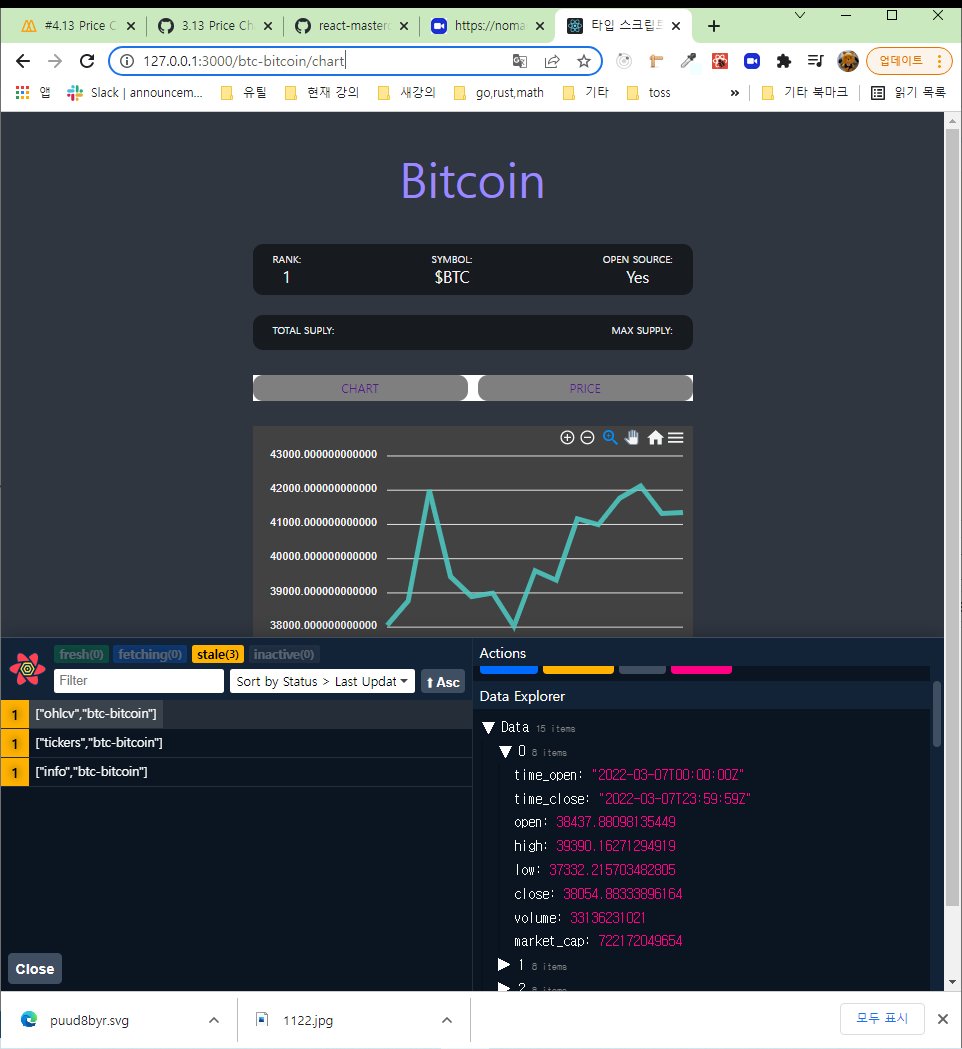 #4.13 Price C
3.13 Price Ch
react-masterc
https://noma
타입 스크립트
127.0.0.1:3000/btc-bitcoin/chart
업데이트
앱
Slack | announcem...
유틸
현재 강의
새강의
go,rust,math
기타
toss
»
기타 북마크
읽기 목록
Bitcoin
RANK: SYMBOL: OPEN SOURCE:
1 $BTC Yes
TOTAL SUPLY: MAX SUPPLY:
CHART PRICE
43000.000000000000
42000.000000000000
41000.000000000000
40000.000000000000
39000.000000000000
38000.000000000000
fresh(0) fetching(0) stale(3) inactive(0)
Filter Sort by Status > Last Updat Asc
1 ["ohlcv","btc-bitcoin"]
1 ["tickers","btc-bitcoin"]
1 ["info","btc-bitcoin"]
Close
Actions
Data Explorer
Data 15 items
0 8 items
time_open: "2022-03-07T00:00:00Z"
time_close: "2022-03-07T23:59:59Z"
open: 38437.88098135449
high: 39390.16271294919
low: 37332.215703482805
close: 38054.88333896164
volume: 33136231021
market_cap: 722172049654
1 8 items
2 8 items
puud8byr.svg
1122.jpg
모두 표시